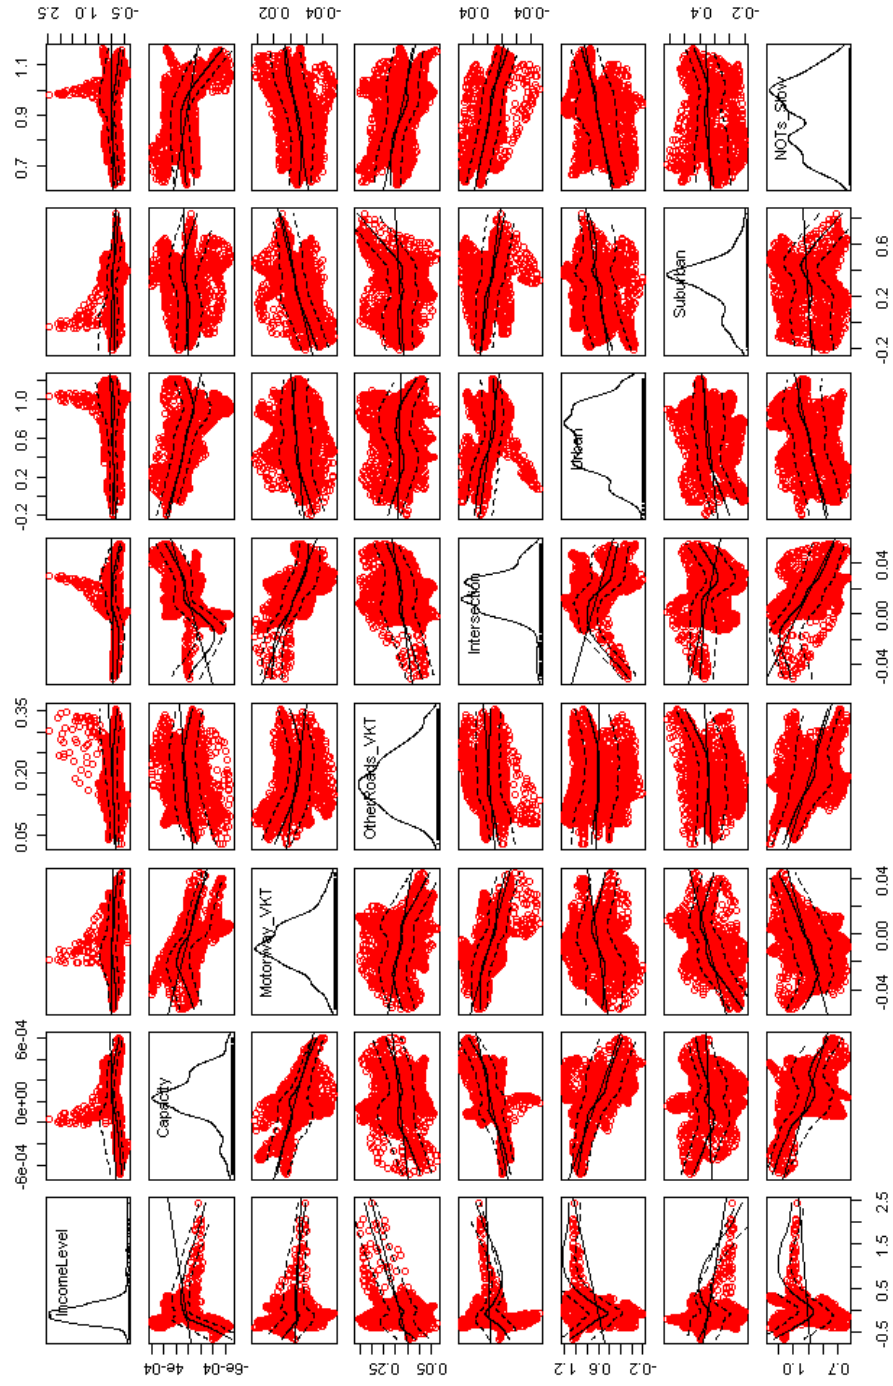 2.5 1.0 -0.5
0.02 -0.04
0.04 -0.04
0.4 -0.2
0.7 0.9 1.1
NOTs_Slow
Suburban
-0.2 0.2 0.6
-0.2 0.2 0.6 1.0
Urban
Intersection
-0.04 0.00 0.04
0.05 0.20 0.35
OtherRoads_VKT
Motorway_VKT
-0.04 0.00 0.04
-6e-04 0e+00 6e-04
Capacity
IncomeLevel
-0.5 0.5 1.5 2.5
4e-04 -6e-04
0.25 0.05
1.2 0.6 -0.2
1.0 0.7